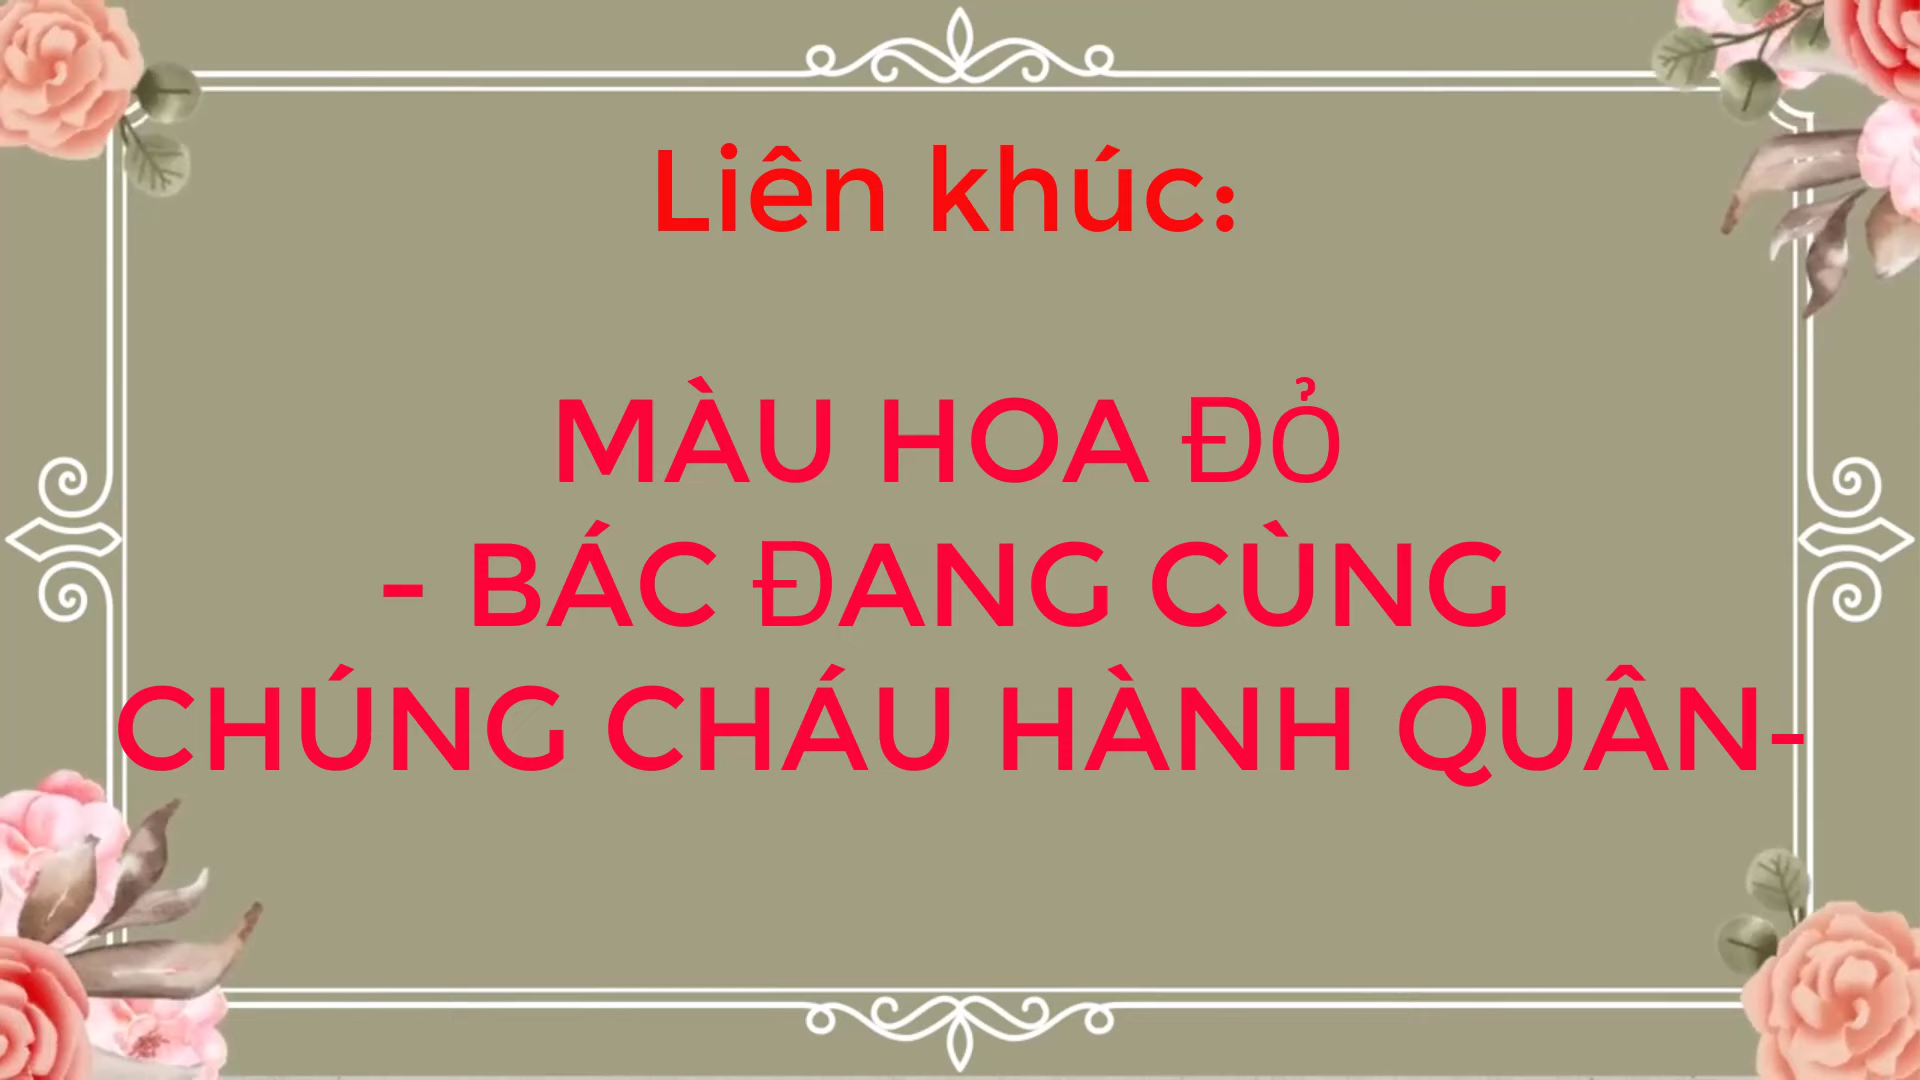 Liên khúc:
MÀU HOA ĐỎ
- BÁC ĐANG CÙNG
CHÚNG CHÁU HÀNH QUÂN-